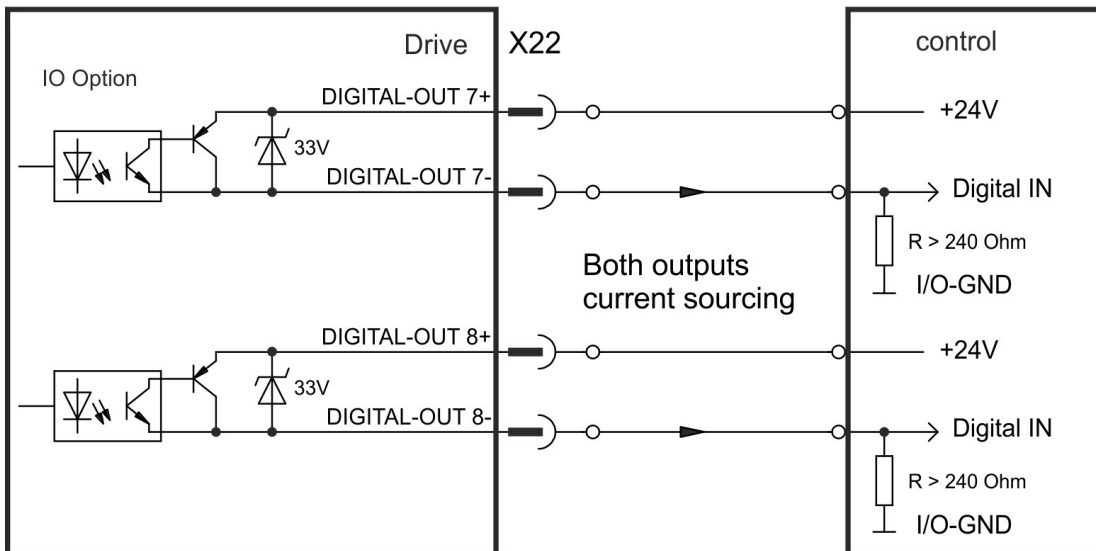 Drive
X22
control
IO Option
DIGITAL-OUT 7+
+24V
33V
DIGITAL-OUT 7-
Digital IN
R > 240 Ohm
I/O-GND
Both outputs
current sourcing
DIGITAL-OUT 8+
+24V
33V
DIGITAL-OUT 8-
Digital IN
R > 240 Ohm
I/O-GND